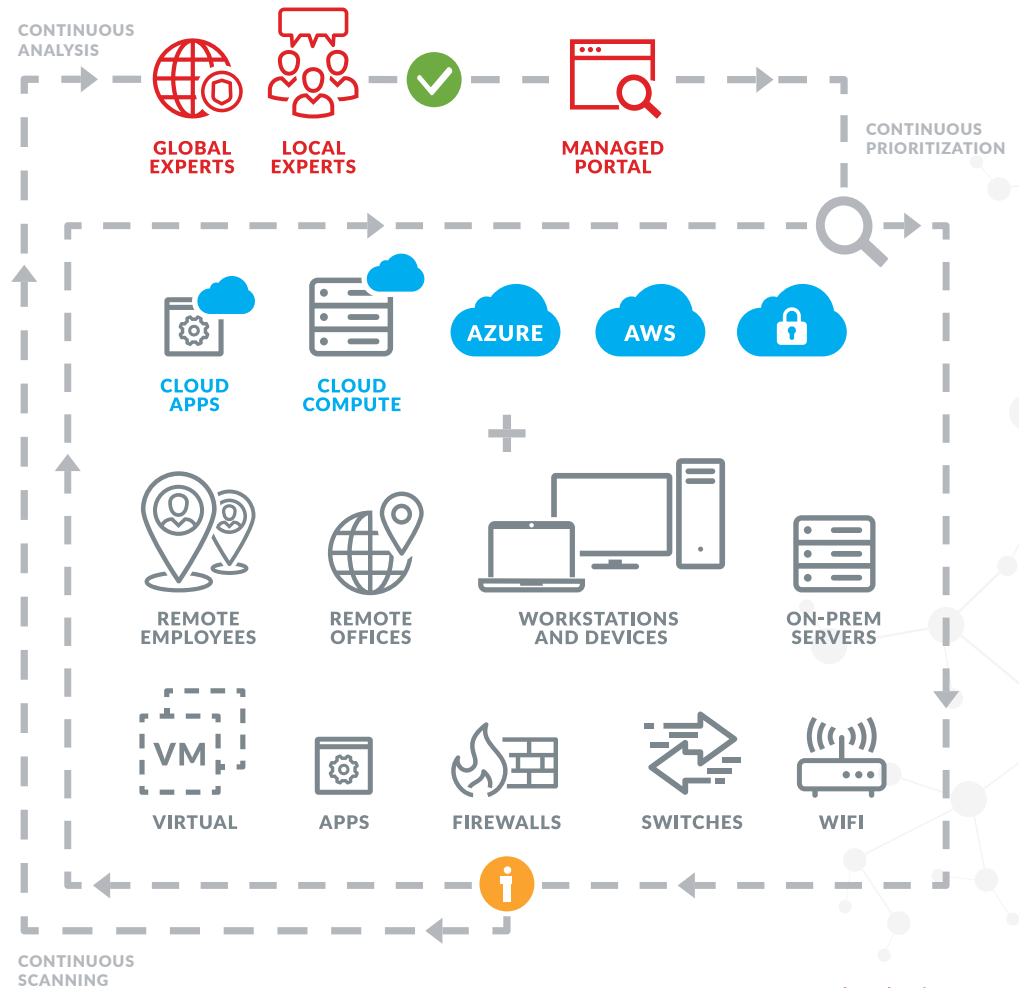 CONTINUOUS
ANALYSIS
GLOBAL
EXPERTS
LOCAL
EXPERTS
MANAGED
PORTAL
CONTINUOUS
PRIORITIZATION
AZURE
AWS
CLOUD
APPS
CLOUD
COMPUTE
REMOTE
EMPLOYEES
REMOTE
OFFICES
WORKSTATIONS
AND DEVICES
ON-PREM
SERVERS
VM
VIRTUAL
APPS
FIREWALLS
SWITCHES
WIFI
i
CONTINUOUS
SCANNING